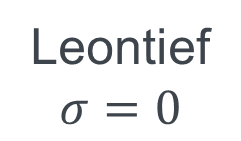 Leontief
σ = 0